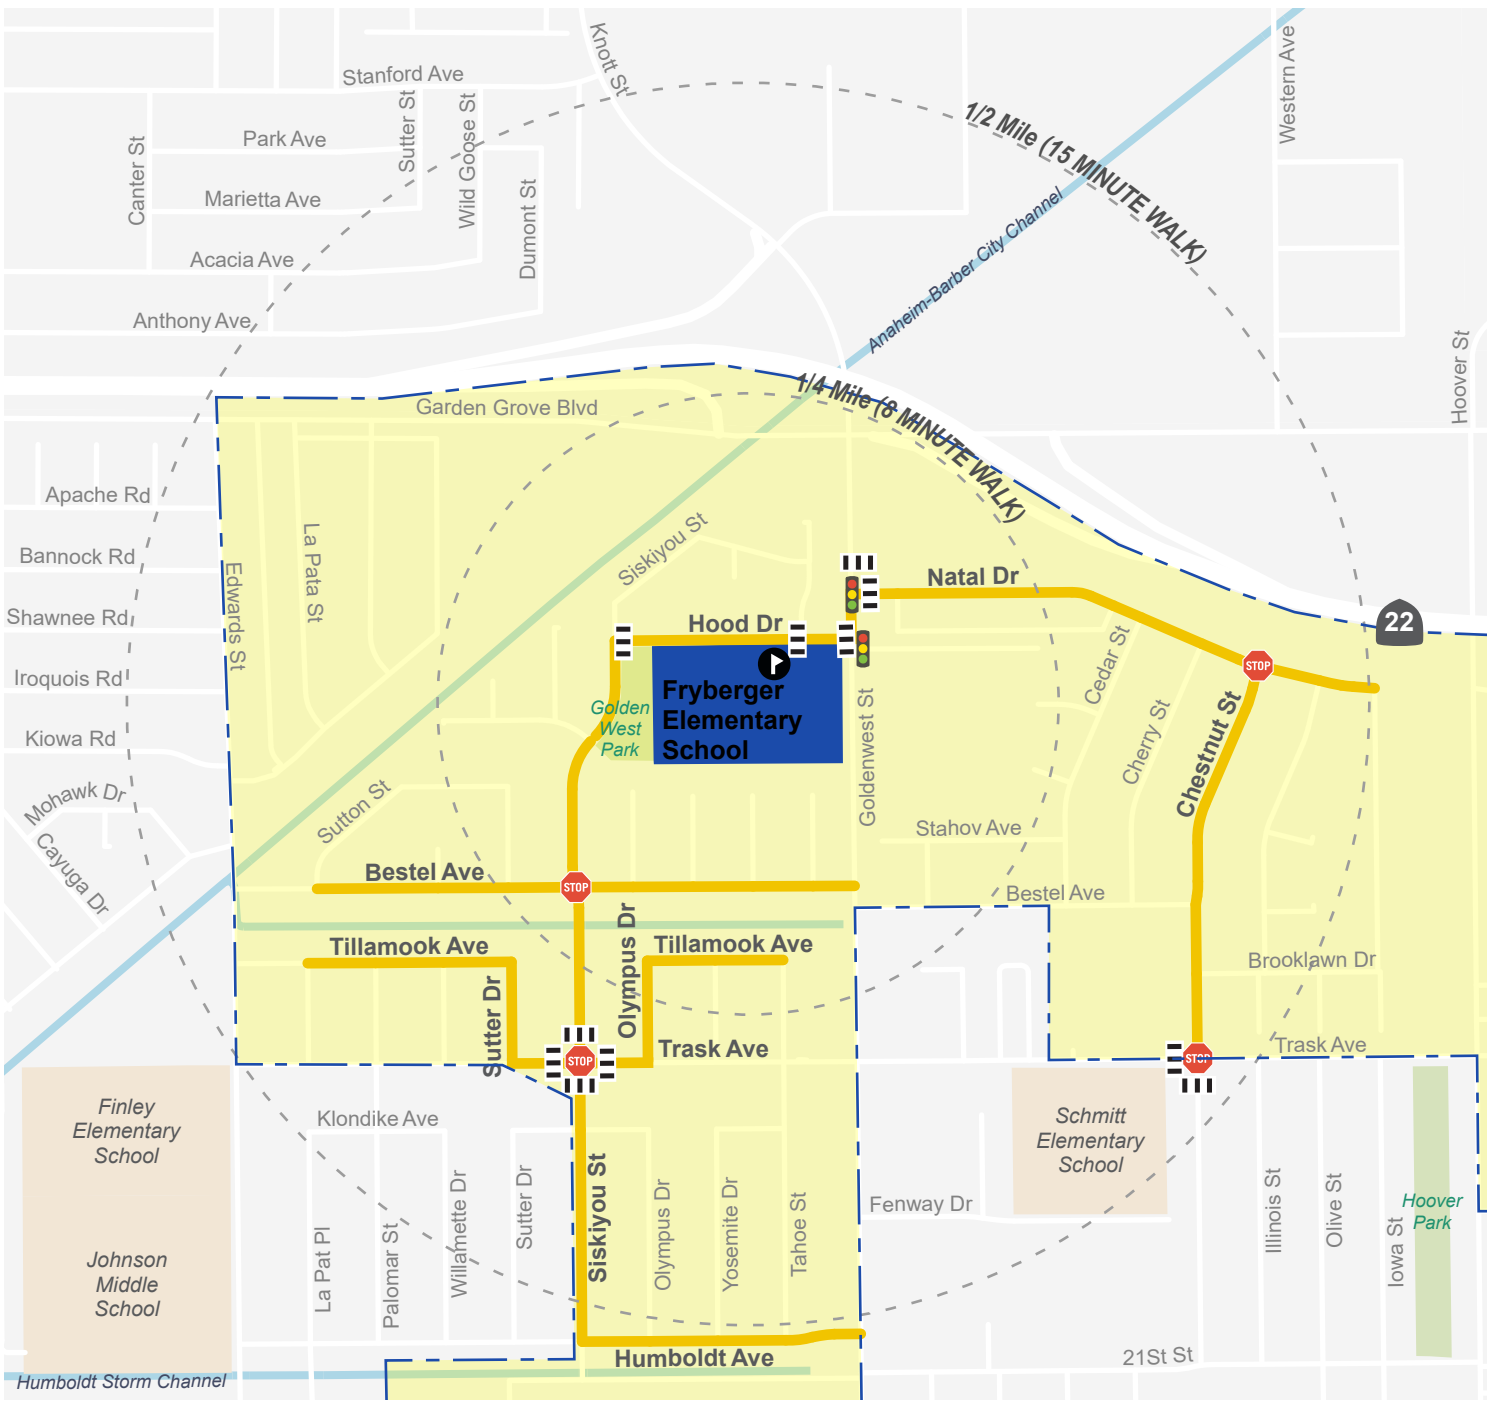 Knott St
Stanford Ave
Western Ave
Sutter St
Wild Goose St
Park Ave
Canter St
1/2 Mile (15 MINUTE WALK)
Marietta Ave
Dumont St
Acacia Ave
Anaheim-Barber City Channel
Anthony Ave
Hoover St
1/4 Mile (8 MINUTE WALK)
Garden Grove Blvd
Apache Rd
La Pata St
Siskiyou St
Bannock Rd
Edwards St
Natal Dr
Shawnee Rd
Hood Dr
22
Cedar St
STOP
Iroquois Rd
Fryberger
Elementary
School
Golden
West
Park
Goldenwest St
Cherry St
Chestnut St
Kiowa Rd
Mohawk Dr
Sutton St
Cayuga Dr
Stahov Ave
Bestel Ave
STOP
Bestel Ave
Olympus Dr
Tillamook Ave
Tillamook Ave
Brooklawn Dr
Sutter Dr
STOP
Trask Ave
STOP
Trask Ave
Finley
Elementary
School
Klondike Ave
Schmitt
Elementary
School
Siskiyou St
Willamette Dr
Sutter Dr
Olympus Dr
Yosemite Dr
Tahoe St
Fenway Dr
Illinois St
Olive St
Iowa St
Hoover
Park
Johnson
Middle
School
La Pat Pl
Palomar St
Humboldt Ave
21St St
Humboldt Storm Channel